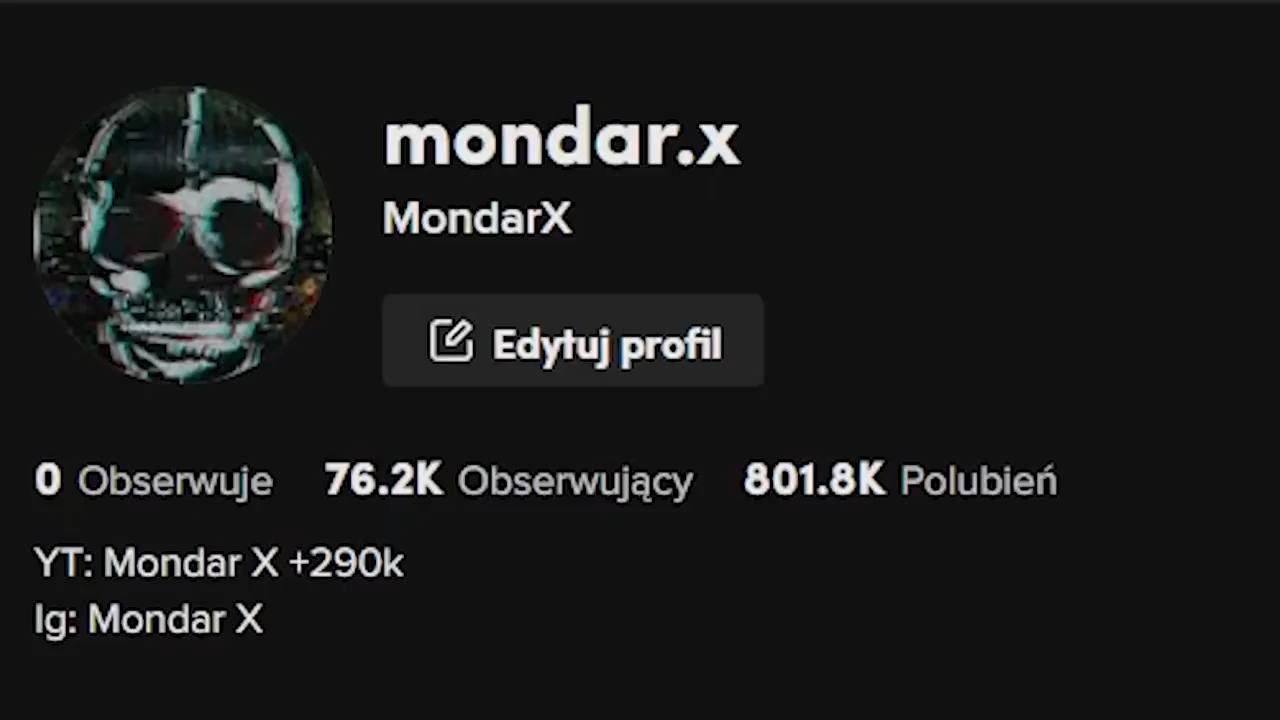 mondar.x
MondarX
Edytuj profil
0 Obserwuje 76.2K Obserwujący 801.8K Polubień
YT: Mondar X +290k
Ig: Mondar X